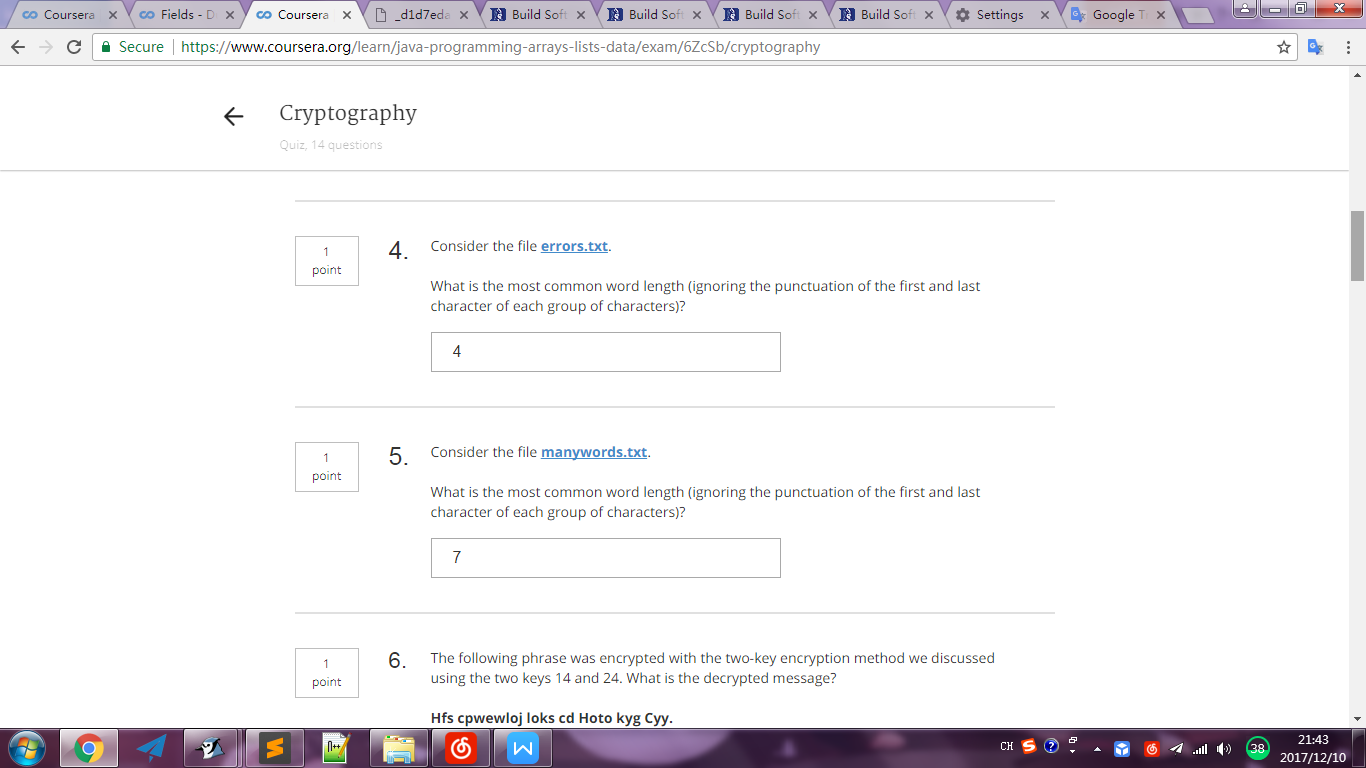 Coursera
Fields - D
Coursera
_d1d7eda
Build Soft
Build Soft
Build Soft
Build Soft
Settings
Google T
Secure
https://www.coursera.org/learn/java-programming-arrays-lists-data/exam/6ZcSb/cryptography
Cryptography
Quiz, 14 questions
1
point
4.
Consider the file errors.txt.
What is the most common word length (ignoring the punctuation of the first and last
character of each group of characters)?
4
1
point
5.
Consider the file manywords.txt.
What is the most common word length (ignoring the punctuation of the first and last
character of each group of characters)?
7
1
point
6.
The following phrase was encrypted with the two-key encryption method we discussed
using the two keys 14 and 24. What is the decrypted message?
Hfs cpwewloj loks cd Hoto kyg Cyy.
CH
38
21:43
2017/12/10